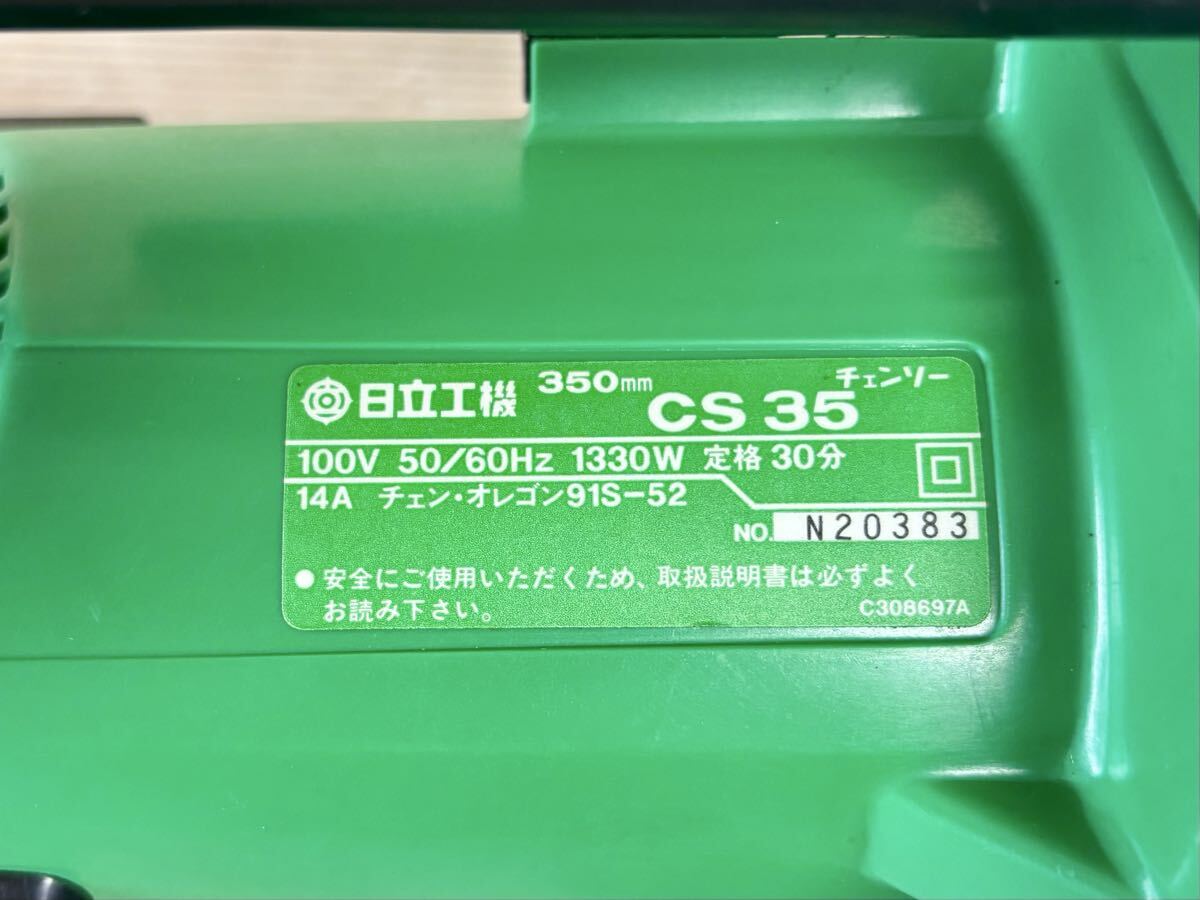 日立工機 350mm CS 35 チェンソー
100V 50/60Hz 1330W 定格 30分
14A チェン・オレゴン91S-52
NO. N20383
● 安全にご使用いただくため、取扱説明書は必ずよく
お読み下さい。
C308697A